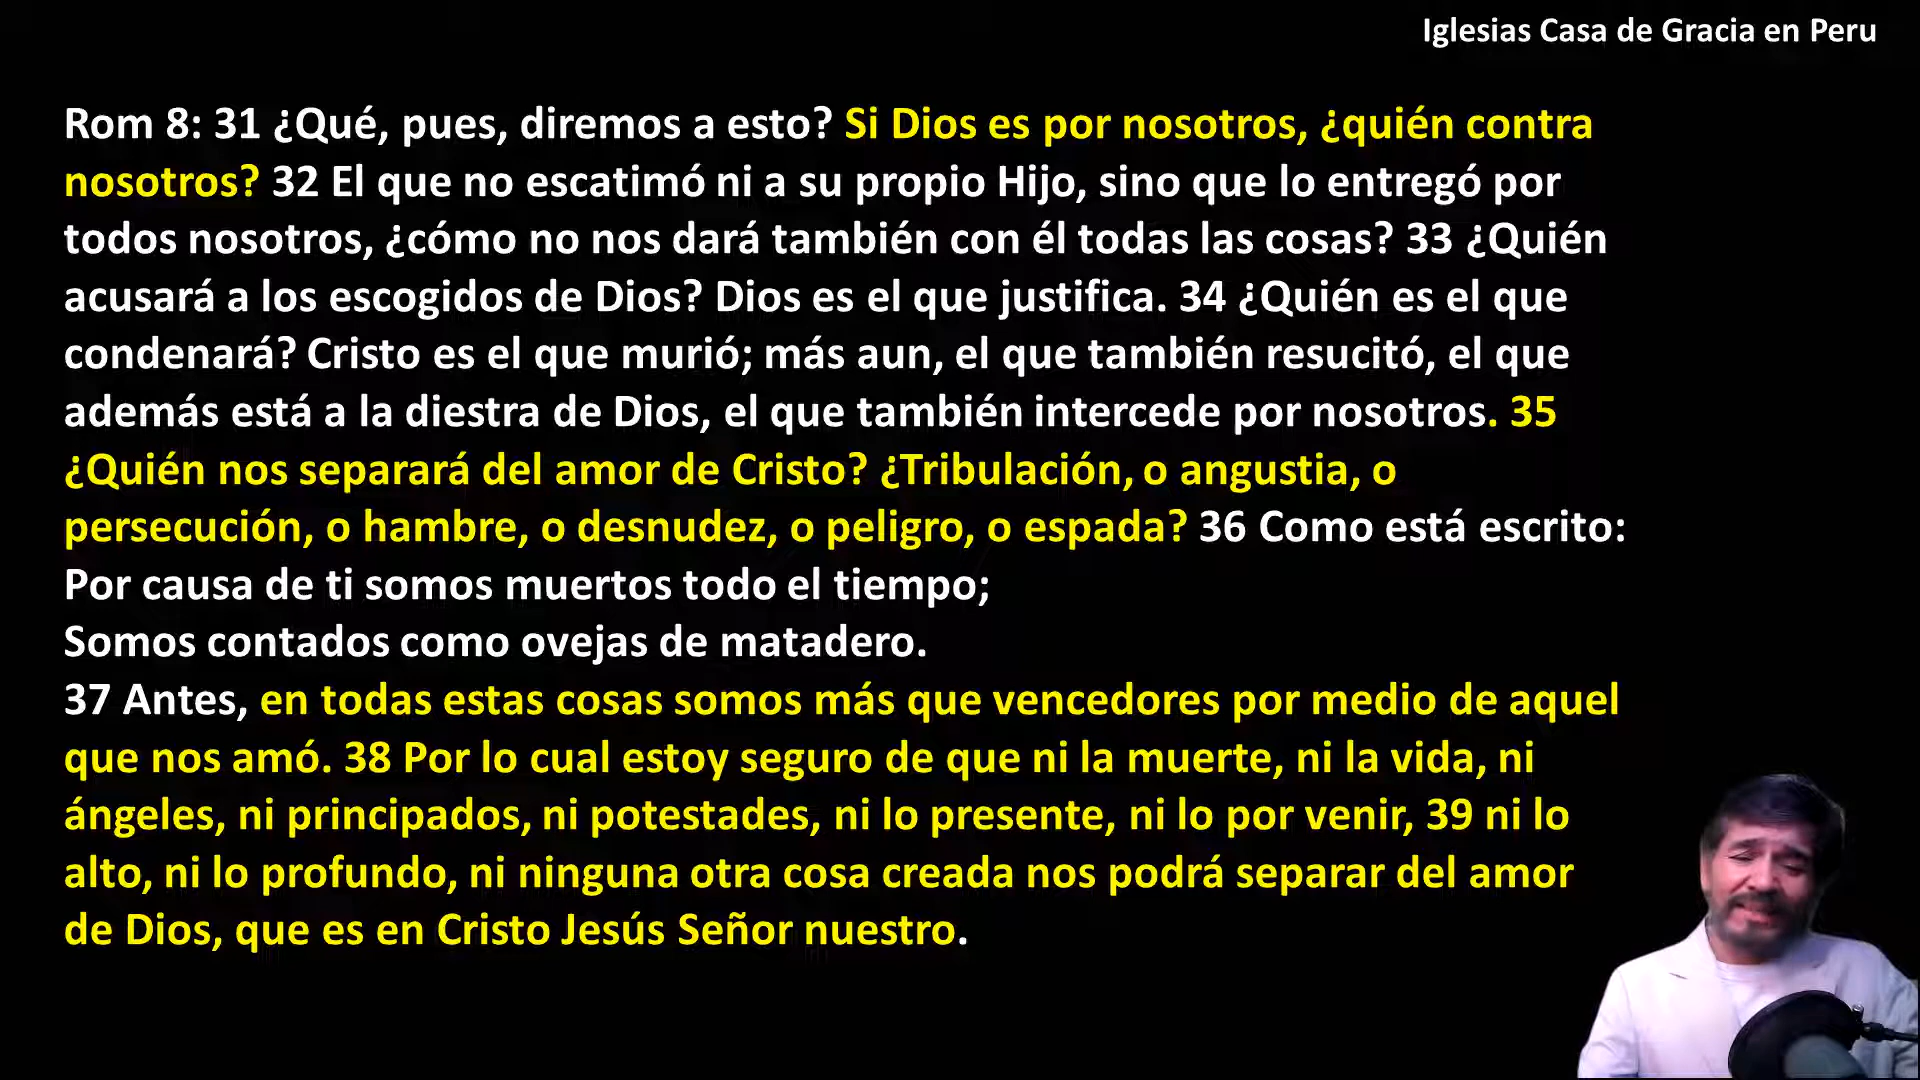 Iglesias Casa de Gracia en Peru
Rom 8: 31 ¿Qué, pues, diremos a esto? Si Dios es por nosotros, ¿quién contra
nosotros? 32 El que no escatimó ni a su propio Hijo, sino que lo entregó por
todos nosotros, ¿cómo no nos dará también con él todas las cosas? 33 ¿Quién
acusará a los escogidos de Dios? Dios es el que justifica. 34 ¿Quién es el que
condenará? Cristo es el que murió; más aun, el que también resucitó, el que
además está a la diestra de Dios, el que también intercede por nosotros. 35
¿Quién nos separará del amor de Cristo? ¿Tribulación, o angustia, o
persecución, o hambre, o desnudez, o peligro, o espada? 36 Como está escrito:
Por causa de ti somos muertos todo el tiempo;
Somos contados como ovejas de matadero.
37 Antes, en todas estas cosas somos más que vencedores por medio de aquel
que nos amó. 38 Por lo cual estoy seguro de que ni la muerte, ni la vida, ni
ángeles, ni principados, ni potestades, ni lo presente, ni lo por venir, 39 ni lo
alto, ni lo profundo, ni ninguna otra cosa creada nos podrá separar del amor
de Dios, que es en Cristo Jesús Señor nuestro.